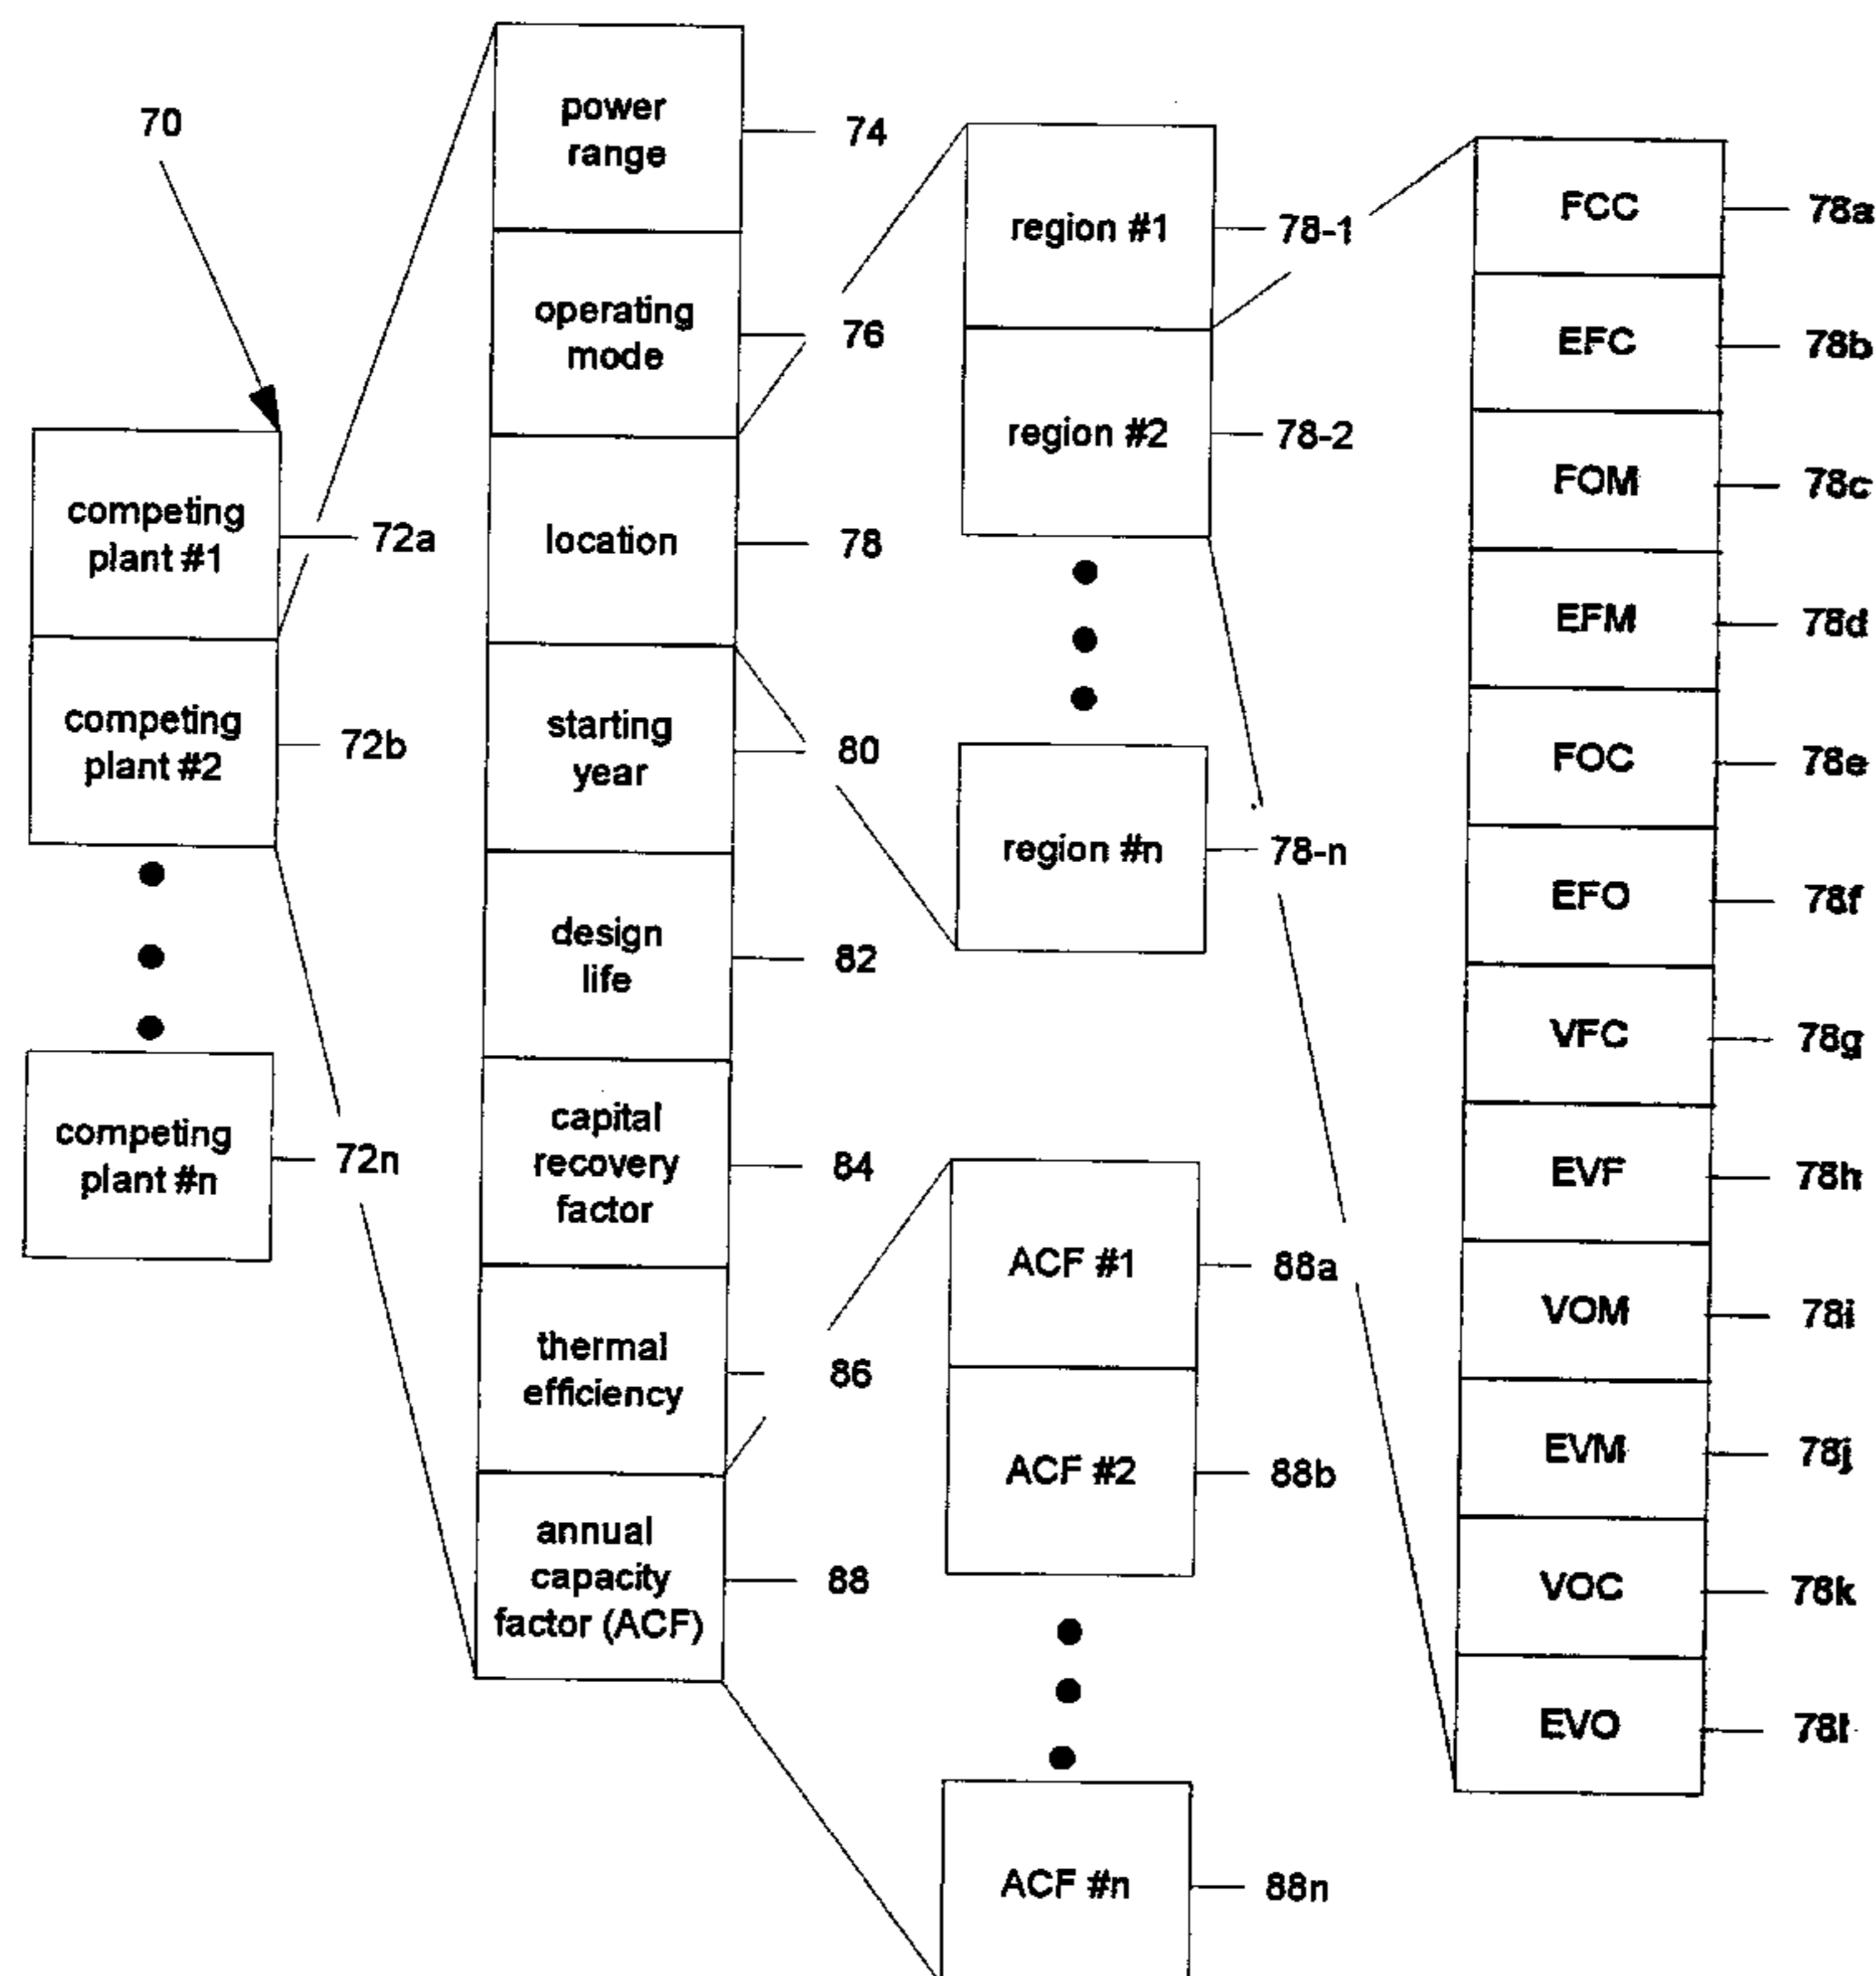 70
competing
plant #1
72a
competing
plant #2
72b
competing
plant #n
72n
power
range
74
operating
mode
76
location
78
starting
year
80
design
life
82
capital
recovery
factor
84
thermal
efficiency
86
annual
capacity
factor (ACF)
88
region #1
78-1
region #2
78-2
region #n
78-n
ACF #1
88a
ACF #2
88b
ACF #n
88n
FCC
78a
EFC
78b
FOM
78c
EFM
78d
FOC
78e
EFO
78f
VFC
78g
EVF
78h
VOM
78i
EVM
78j
VOC
78k
EVO
78l